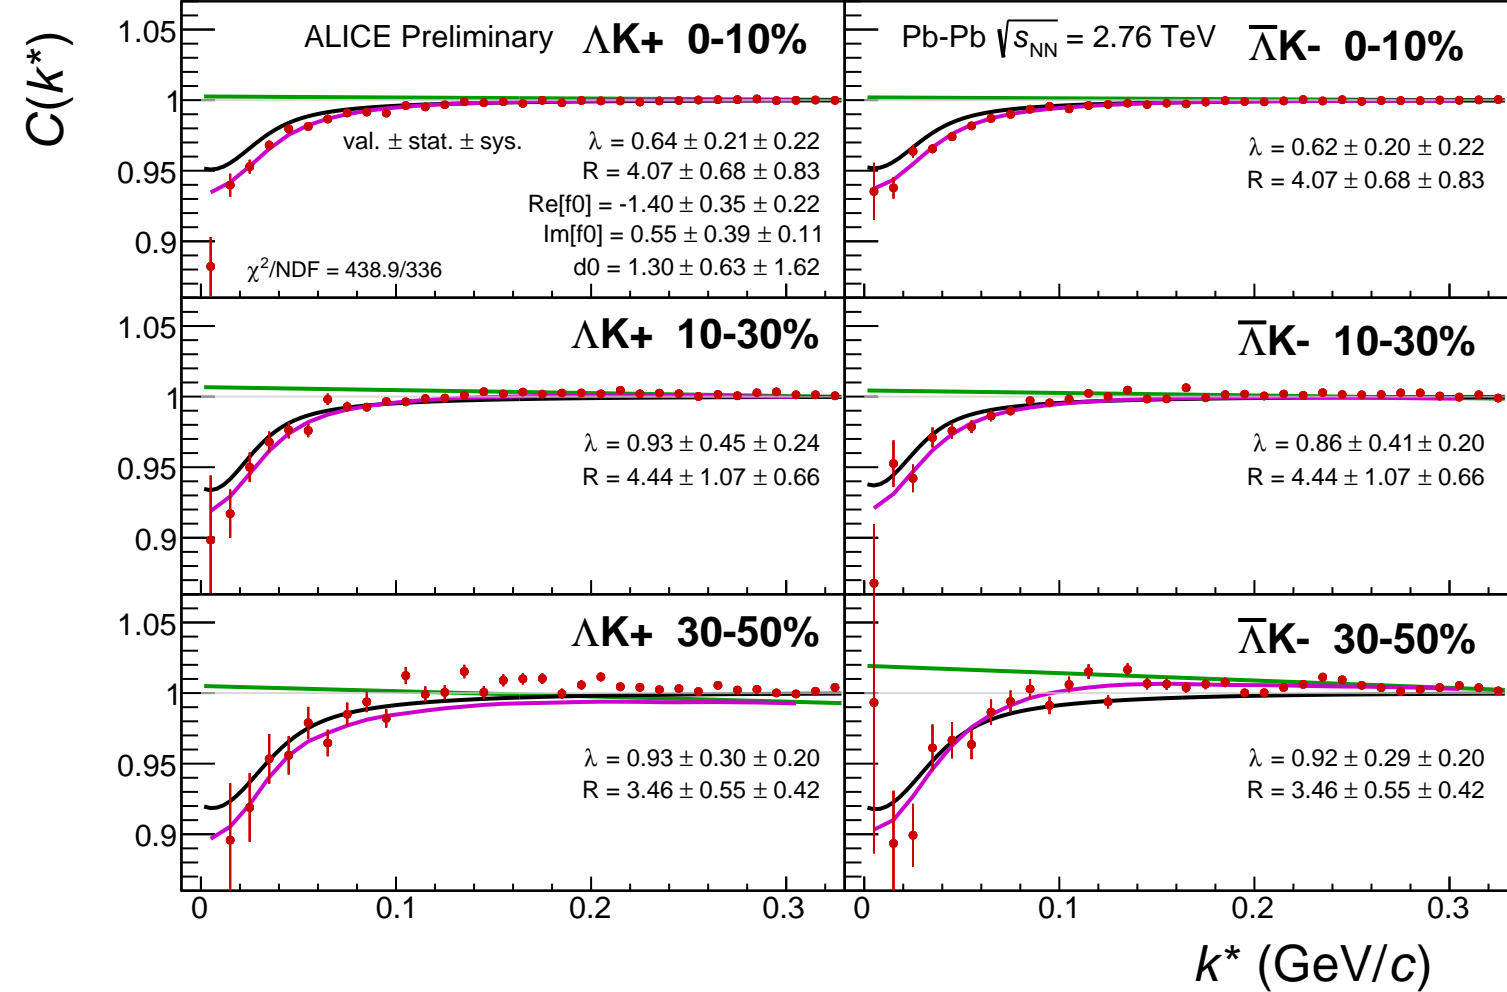 C(k*)
ALICE Preliminary ΛK+ 0-10%
val. ± stat. ± sys.
λ = 0.64 ± 0.21 ± 0.22
R = 4.07 ± 0.68 ± 0.83
Re[f0] = -1.40 ± 0.35 ± 0.22
Im[f0] = 0.55 ± 0.39 ± 0.11
d0 = 1.30 ± 0.63 ± 1.62
χ²/NDF = 438.9/336
1.05
1
0.95
0.9
Pb-Pb √sNN = 2.76 TeV Λ̅K- 0-10%
λ = 0.62 ± 0.20 ± 0.22
R = 4.07 ± 0.68 ± 0.83
ΛK+ 10-30%
λ = 0.93 ± 0.45 ± 0.24
R = 4.44 ± 1.07 ± 0.66
1.05
1
0.95
0.9
Λ̅K- 10-30%
λ = 0.86 ± 0.41 ± 0.20
R = 4.44 ± 1.07 ± 0.66
ΛK+ 30-50%
λ = 0.93 ± 0.30 ± 0.20
R = 3.46 ± 0.55 ± 0.42
1.05
1
0.95
0.9
Λ̅K- 30-50%
λ = 0.92 ± 0.29 ± 0.20
R = 3.46 ± 0.55 ± 0.42
0 0.1 0.2 0.3
0 0.1 0.2 0.3
k* (GeV/c)